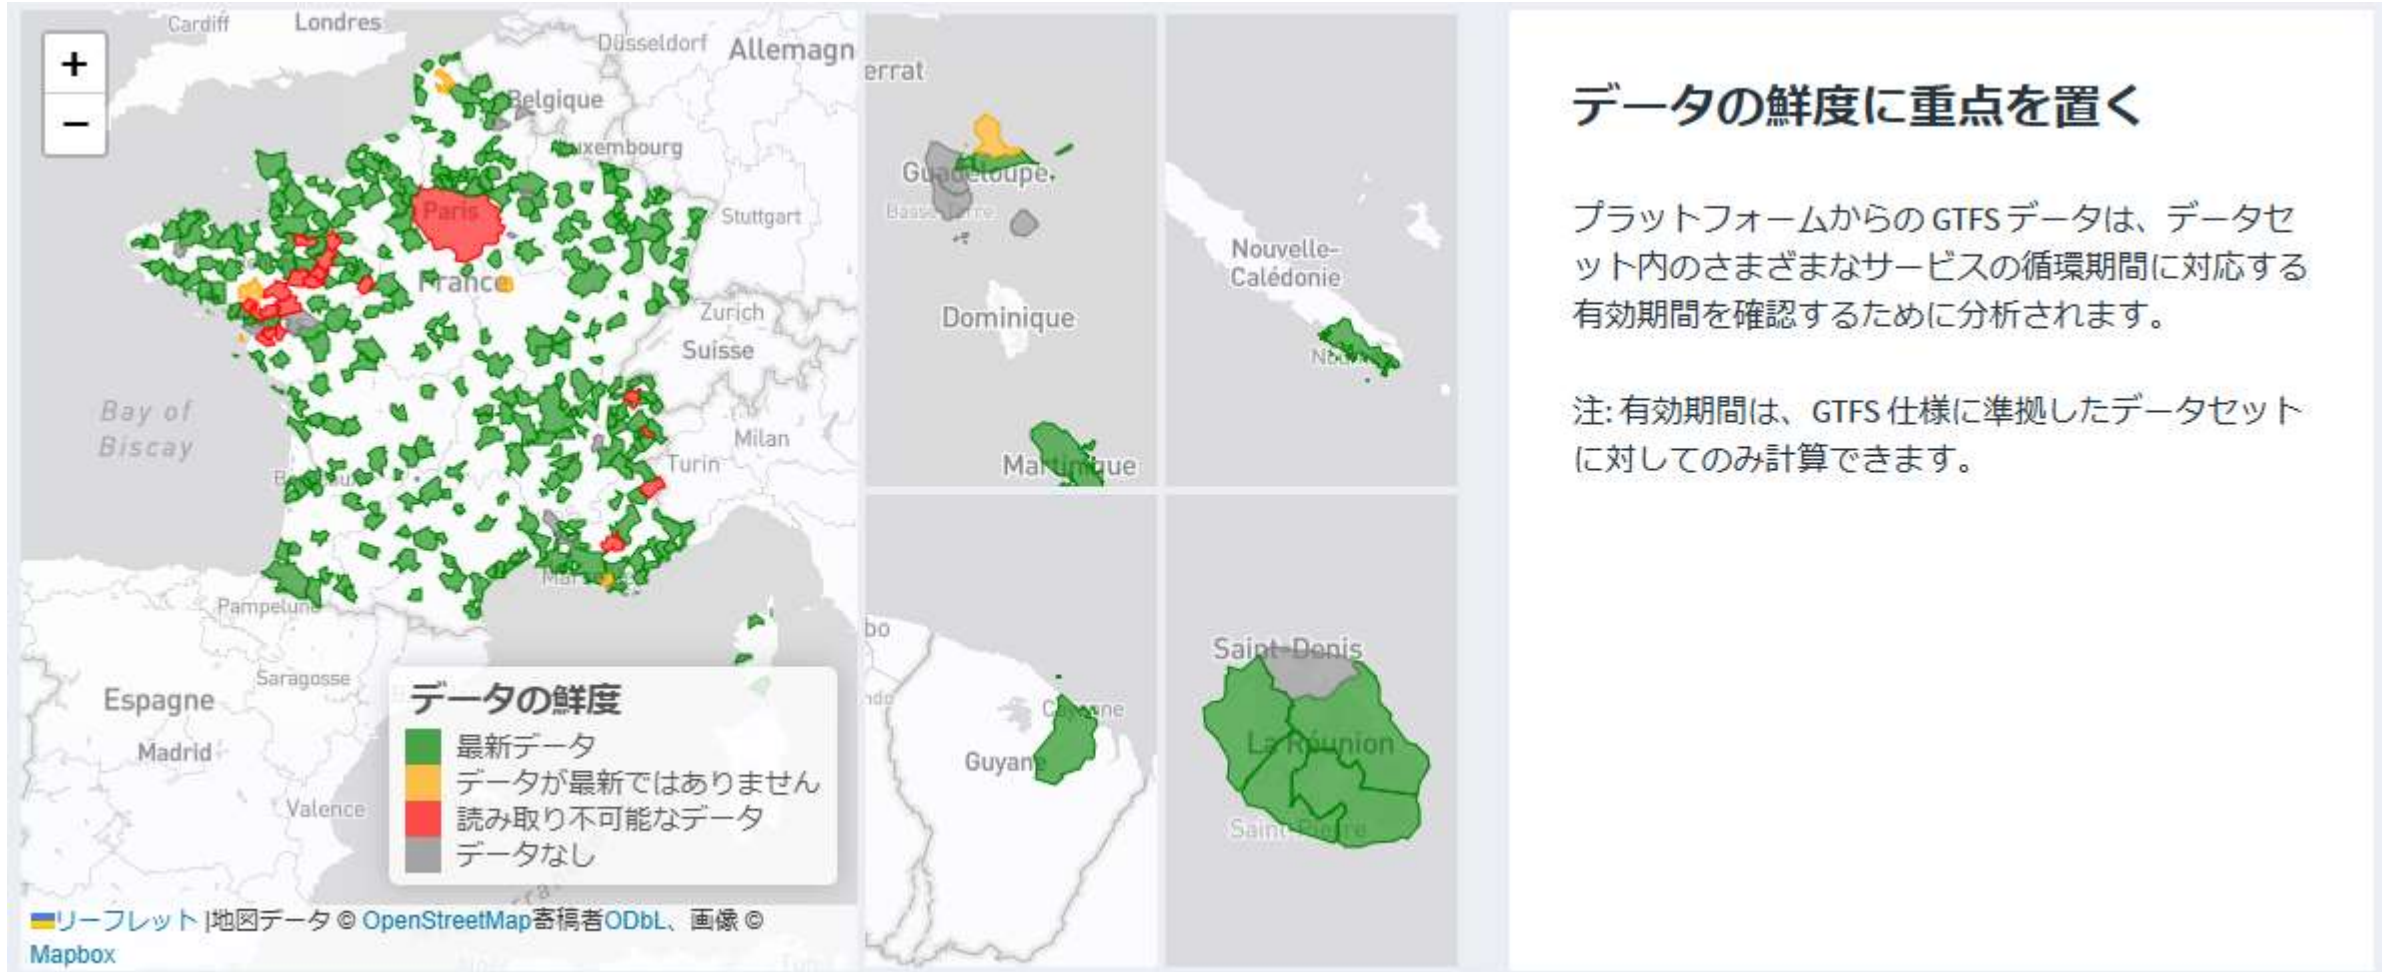 Cardiff
Londres
Düsseldorf
Allemagn
Belgique
Luxembourg
Paris
Stuttgart
France
Zurich
Suisse
Bay of
Biscay
Milan
Turin
Pampelune
Saragosse
Espagne
Madrid
Valence
+
−
データの鮮度
最新データ
データが最新ではありません
読み取り不可能なデータ
データなし
リーフレット |地図データ © OpenStreetMap寄稿者ODbL、画像 ©
Mapbox
errat
Guadeloupe
Dominique
Martinique
Nouvelle-
Calédonie
bo
ndo
Cayenne
Guyane
Saint-Denis
La Réunion
Saint-Pierre
データの鮮度に重点を置く
プラットフォームからの GTFS データは、データセ
ット内のさまざまなサービスの循環期間に対応する
有効期間を確認するために分析されます。
注: 有効期間は、GTFS 仕様に準拠したデータセット
に対してのみ計算できます。